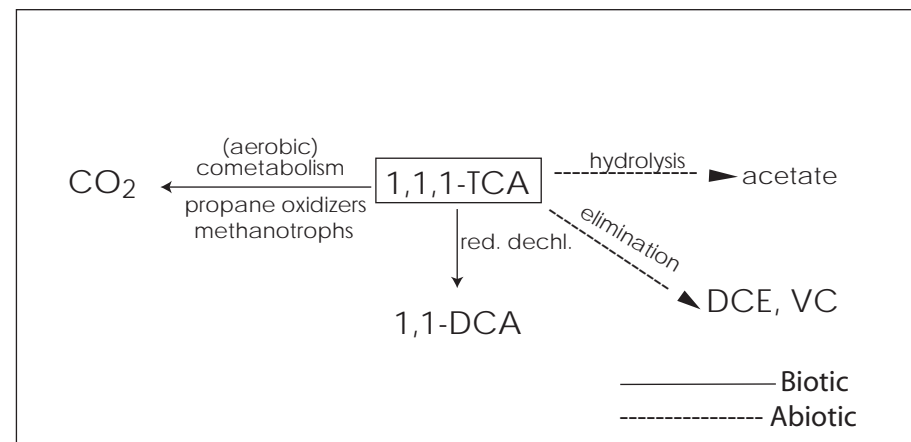 (aerobic)
cometabolism
CO₂
propane oxidizers
methanotrophs
1,1,1-TCA
hydrolysis
acetate
elimination
DCE, VC
red. dechl.
1,1-DCA
Biotic
Abiotic